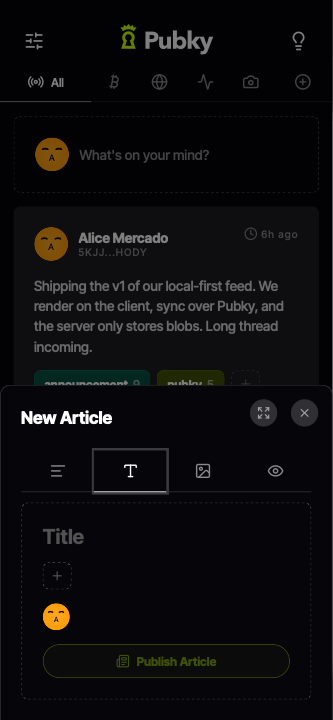 Pubky
All
What's on your mind?
Alice Mercado
6h ago
5KJJ...HODY
Shipping the v1 of our local-first feed. We
render on the client, sync over Pubky, and
the server only stores blobs. Long thread
incoming.
announcement 9 pubky 5
New Article
Title
Publish Article